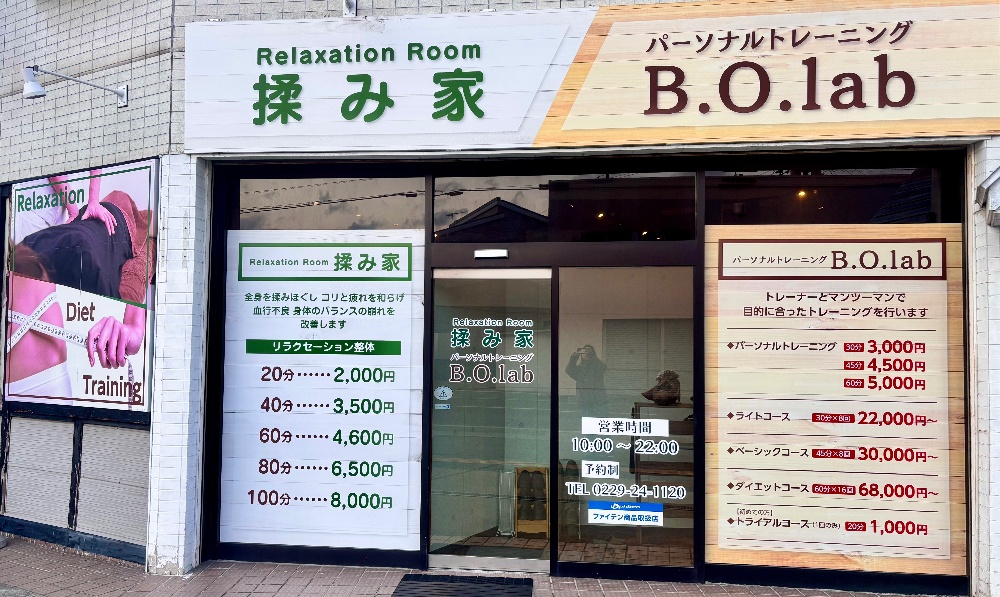 Relaxation Room
揉み家
パーソナルトレーニング
B.O.lab
Relaxation
Diet
Training
Relaxation Room 揉み家
全身を揉みほぐし コリと疲れを和らげ
血行不良 身体のバランスの崩れを
改善します
リラクセーション整体
20分……2,000円
40分……3,500円
60分……4,600円
80分……6,500円
100分……8,000円
Relaxation Room
揉み家
パーソナルトレーニング
B.O.lab
営業時間
10:00～22:00
予約制
TEL 0229-24-1120
ファイテン商品取扱店
パーソナルトレーニング B.O.lab
トレーナーとマンツーマンで
目的に合ったトレーニングを行います
◆パーソナルトレーニング 30分 3,000円
45分 4,500円
60分 5,000円
◆ライトコース 30分×8回 22,000円～
◆ベーシックコース 45分×8回 30,000円～
◆ダイエットコース 60分×16回 68,000円～
[初めての方]
◆トライアルコース(1回のみ) 20分 1,000円